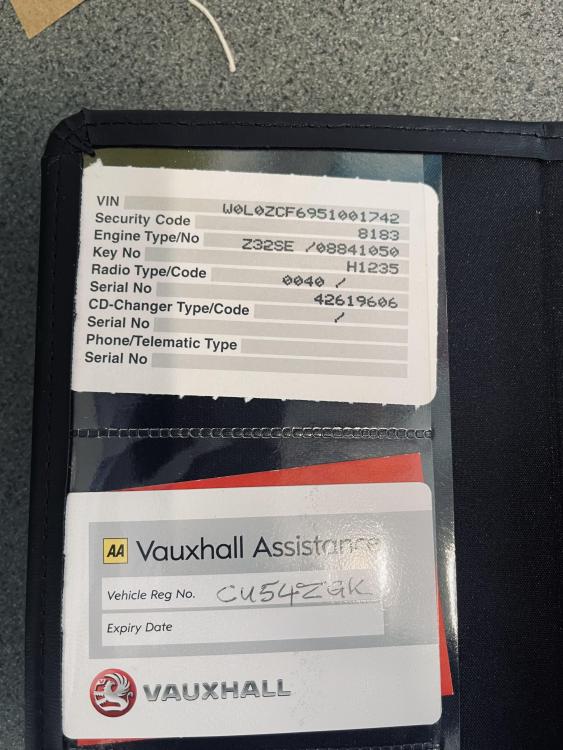 VIN W0L0ZCF6951001742
Security Code 8183
Engine Type/No Z32SE /08841050
Key No H1235
Radio Type/Code 0040 /
Serial No 42619606
CD-Changer Type/Code /
Serial No
Phone/Telematic Type
Serial No
AA Vauxhall Assistance
Vehicle Reg No. CU54ZGK
Expiry Date
VAUXHALL